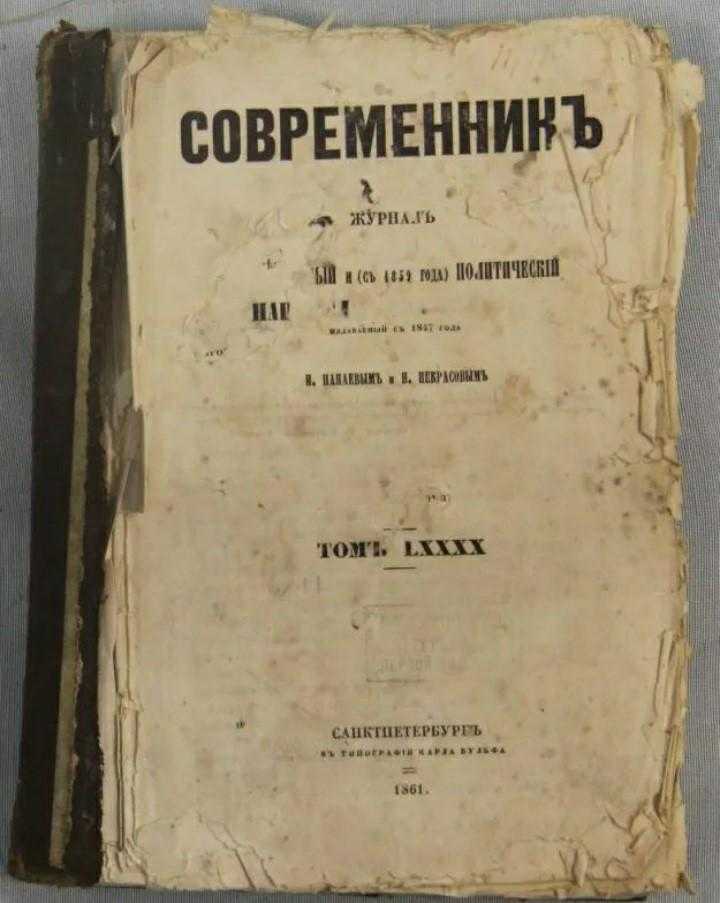 СОВРЕМЕННИКЪ
ЖУРНАЛЪ
И (СЪ 1859 ГОДА) ПОЛИТИЧЕСКІЙ
ИЗДАВАЕМЫЙ СЪ 1847 ГОДА
И. ПАНАЕВЫМЪ И Н. НЕКРАСОВЫМЪ
ТОМЪ LXXXX
САНКТПЕТЕРБУРГЪ
ВЪ ТИПОГРАФІИ КАРЛА ВУЛЬФА
1861.